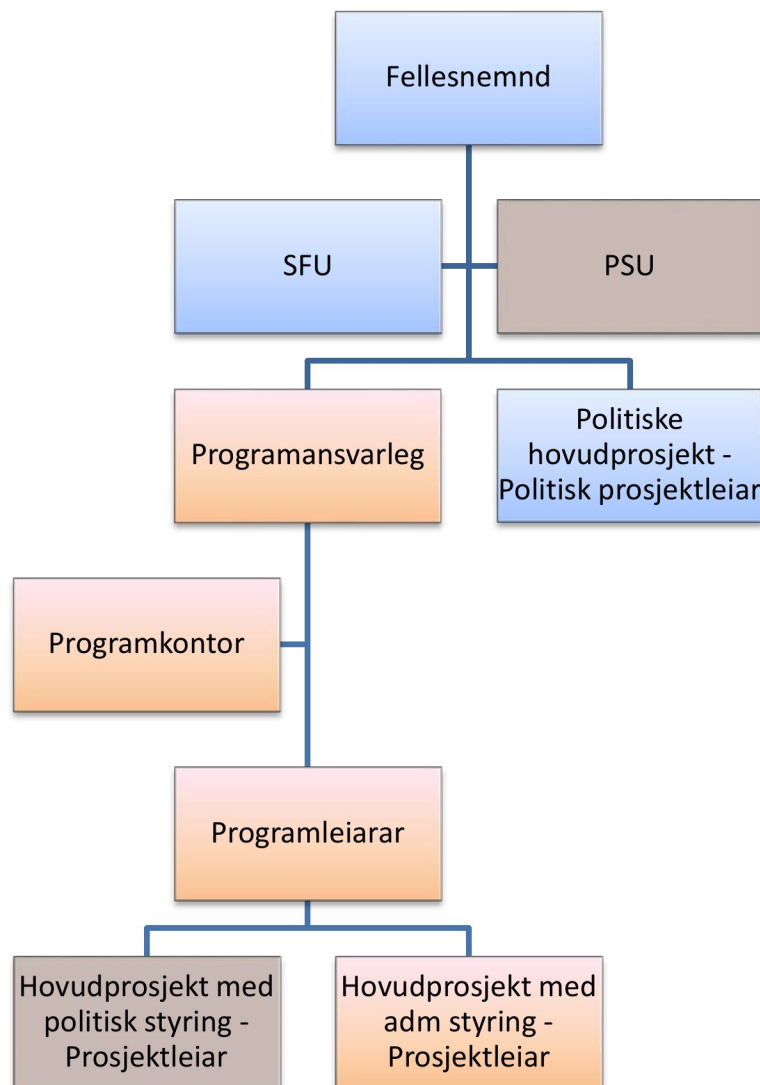 Fellesnemnd
SFU
PSU
Programansvarleg
Politiske
hovudprosjekt -
Politisk prosjektleiar
Programkontor
Programleiarar
Hovudprosjekt med
politisk styring -
Prosjektleiar
Hovudprosjekt med
adm styring -
Prosjektleiar